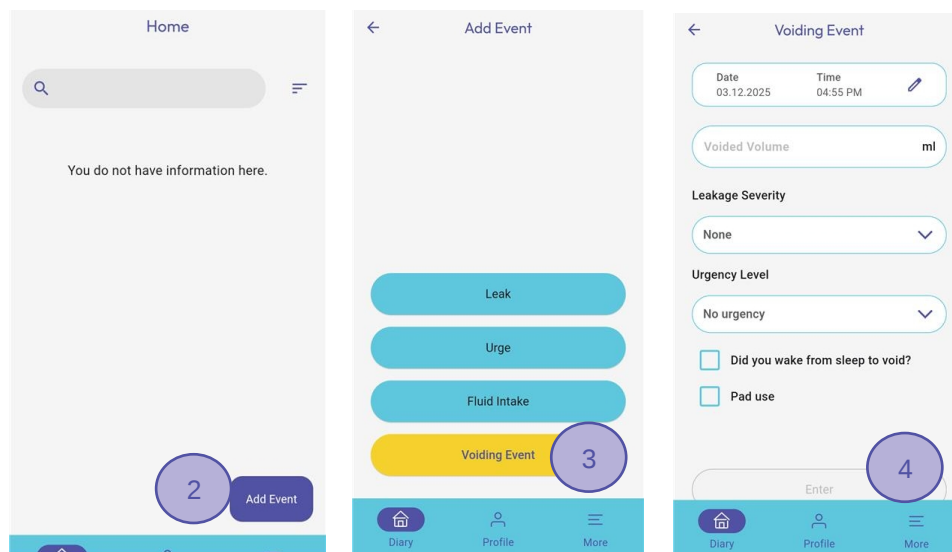 Home
You do not have information here.
2
Add Event
Add Event
Leak
Urge
Fluid Intake
Voiding Event
3
Diary
Profile
More
Voiding Event
Date
Time
03.12.2025
04:55 PM
Voided Volume
ml
Leakage Severity
None
Urgency Level
No urgency
Did you wake from sleep to void?
Pad use
4
Enter
Diary
Profile
More